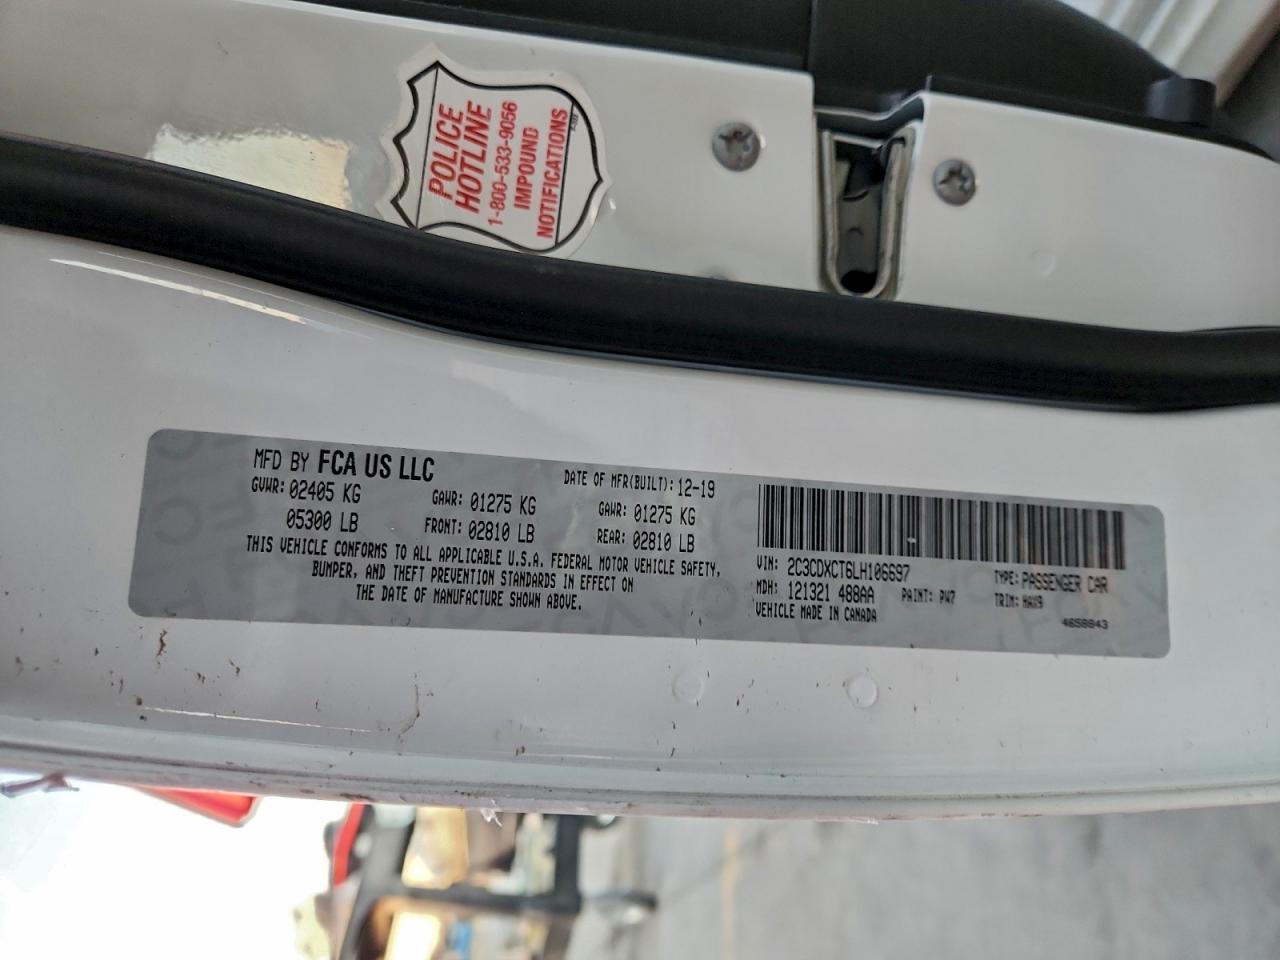 POLICE
HOTLINE
1-800-533-9056
IMPOUND
NOTIFICATIONS
MFD BY FCA US LLC
DATE OF MFR(BUILT): 12-19
GVWR: 02405 KG
GAWR: 01275 KG
GAWR: 01275 KG
05300 LB
FRONT: 02810 LB
REAR: 02810 LB
THIS VEHICLE CONFORMS TO ALL APPLICABLE U.S.A. FEDERAL MOTOR VEHICLE SAFETY,
BUMPER, AND THEFT PREVENTION STANDARDS IN EFFECT ON
THE DATE OF MANUFACTURE SHOWN ABOVE.
VIN: 2C3CDXCT6LH106697
TYPE: PASSENGER CAR
MDH: 121321 488AA
PAINT: PW7
TRIM: HAX9
VEHICLE MADE IN CANADA
4658843